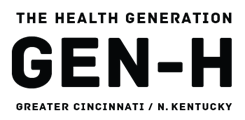 THE HEALTH GENERATION
GEN-H
GREATER CINCINNATI / N. KENTUCKY